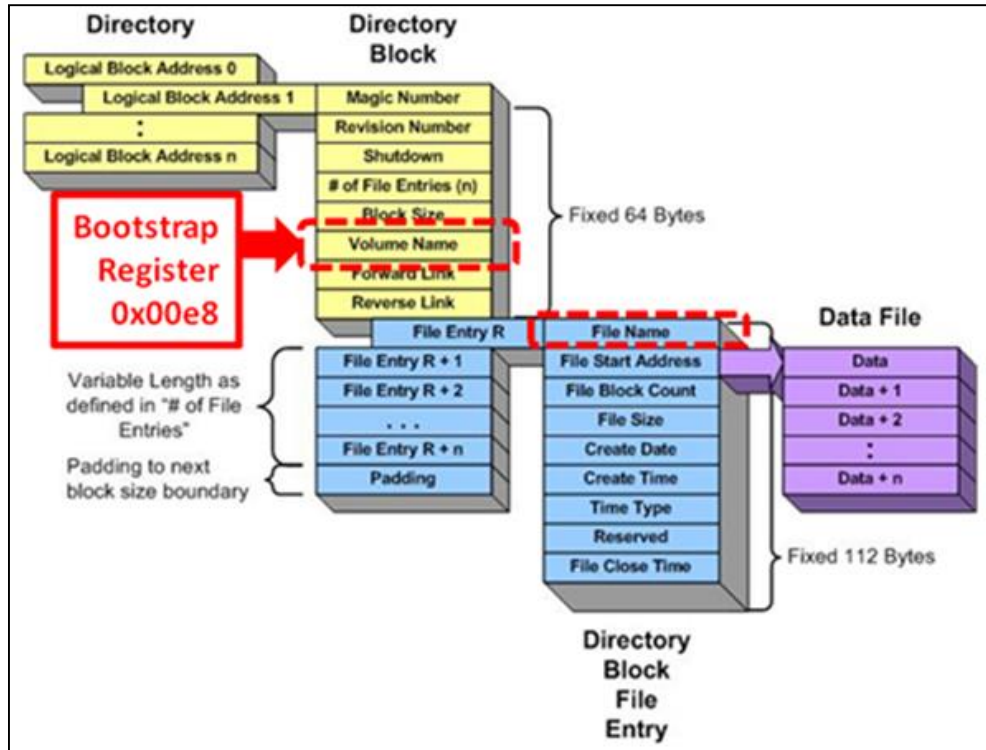 Directory
Logical Block Address 0
Logical Block Address 1
:
Logical Block Address n
Directory
Block
Magic Number
Revision Number
Shutdown
# of File Entries (n)
Block Size
Volume Name
Forward Link
Reverse Link
Fixed 64 Bytes
Bootstrap
Register
0x00e8
File Entry R
File Entry R + 1
File Entry R + 2
. . .
File Entry R + n
Padding
Variable Length as
defined in "# of File
Entries"
Padding to next
block size boundary
File Name
File Start Address
File Block Count
File Size
Create Date
Create Time
Time Type
Reserved
File Close Time
Fixed 112 Bytes
Directory
Block
File
Entry
Data File
Data
Data + 1
Data + 2
:
Data + n